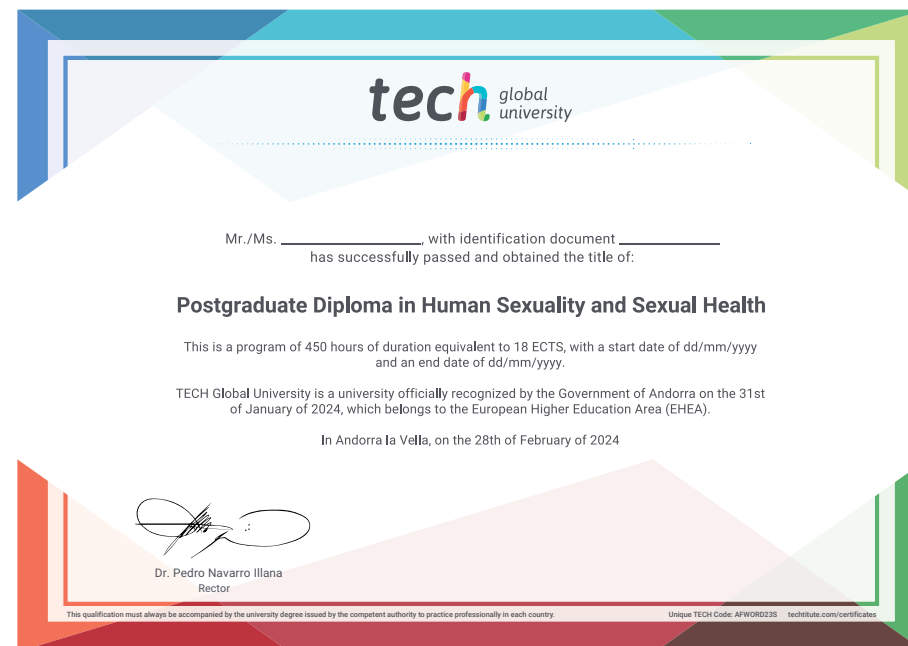 tech global university
Mr./Ms. ____________, with identification document ____________
has successfully passed and obtained the title of:
Postgraduate Diploma in Human Sexuality and Sexual Health
This is a program of 450 hours of duration equivalent to 18 ECTS, with a start date of dd/mm/yyyy
and an end date of dd/mm/yyyy.
TECH Global University is a university officially recognized by the Government of Andorra on the 31st
of January of 2024, which belongs to the European Higher Education Area (EHEA).
In Andorra la Vella, on the 28th of February of 2024
Dr. Pedro Navarro Illana
Rector
This qualification must always be accompanied by the university degree issued by the competent authority to practice professionally in each country.
Unique TECH Code: AFWORD23S techtitute.com/certificates